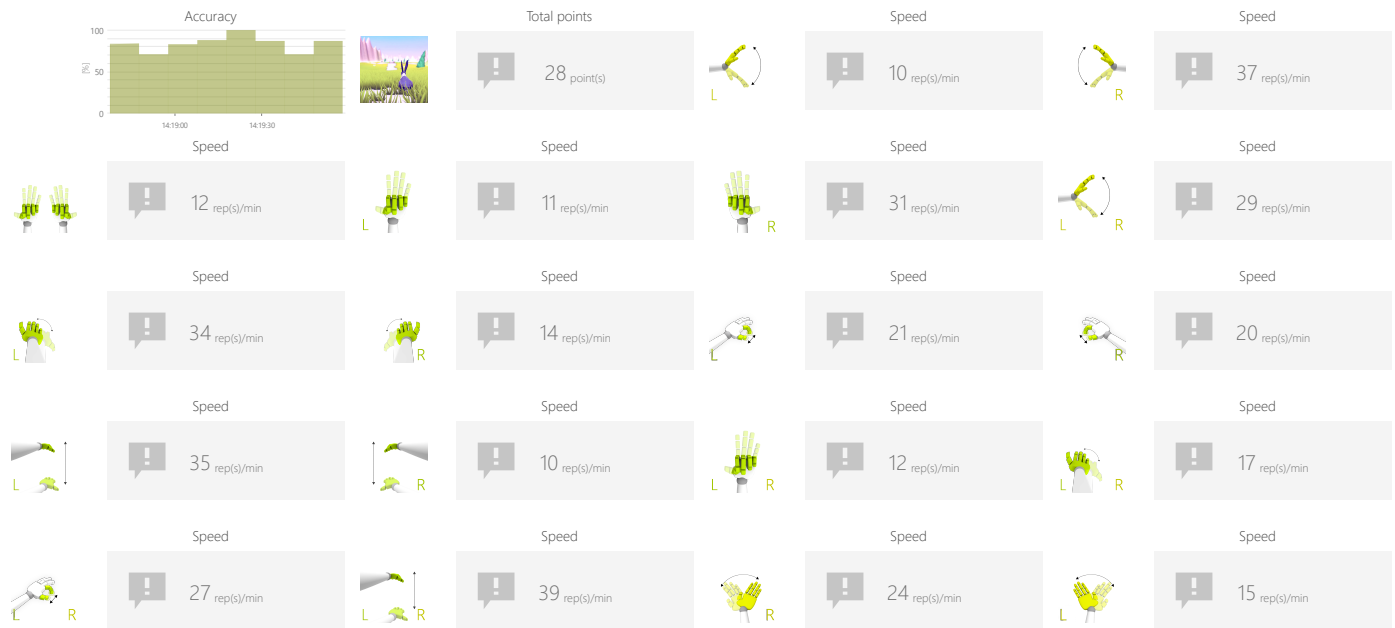 Accuracy
100
50
0
[%]
14:19:00
14:19:30
Total points
28 point(s)
Speed
L
10 rep(s)/min
Speed
R
37 rep(s)/min
Speed
12 rep(s)/min
Speed
L
11 rep(s)/min
Speed
R
31 rep(s)/min
Speed
L R
29 rep(s)/min
Speed
L
34 rep(s)/min
Speed
R
14 rep(s)/min
Speed
L
21 rep(s)/min
Speed
R
20 rep(s)/min
Speed
L
35 rep(s)/min
Speed
R
10 rep(s)/min
Speed
L R
12 rep(s)/min
Speed
L R
17 rep(s)/min
Speed
L R
27 rep(s)/min
Speed
L R
39 rep(s)/min
Speed
R
24 rep(s)/min
Speed
L
15 rep(s)/min